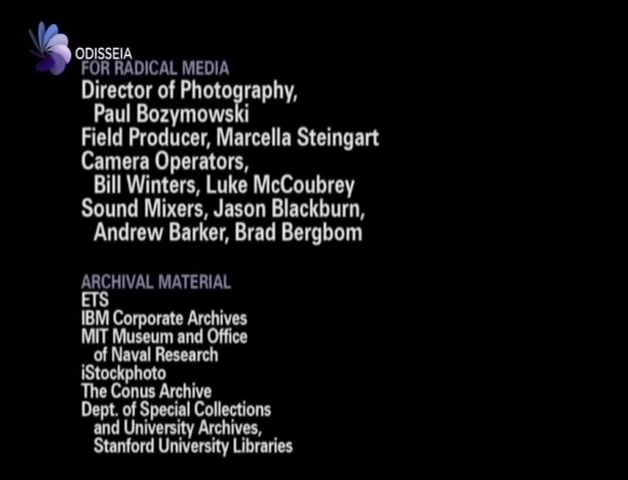 ODISSEIA
FOR RADICAL MEDIA
Director of Photography,
Paul Bozymowski
Field Producer, Marcella Steingart
Camera Operators,
Bill Winters, Luke McCoubrey
Sound Mixers, Jason Blackburn,
Andrew Barker, Brad Bergbom
ARCHIVAL MATERIAL
ETS
IBM Corporate Archives
MIT Museum and Office
of Naval Research
iStockphoto
The Conus Archive
Dept. of Special Collections
and University Archives,
Stanford University Libraries